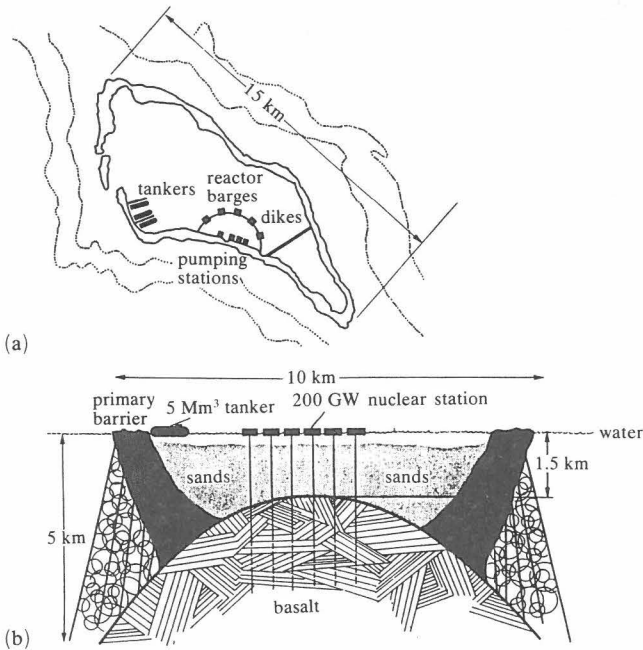 15 km
tankers
reactor
barges
dikes
pumping
stations
(a)
10 km
primary
barrier
5 Mm³ tanker
200 GW nuclear station
water
sands
sands
1.5 km
5 km
basalt
(b)